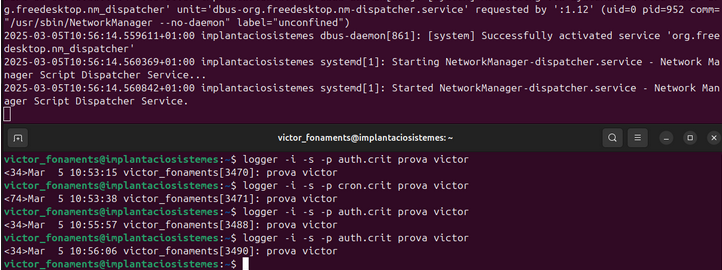 g.freedesktop.nm_dispatcher' unit='dbus-org.freedesktop.nm-dispatcher.service' requested by ':1.12' (uid=0 pid=952 comm=
"/usr/sbin/NetworkManager --no-daemon" label="unconfined")
2025-03-05T10:56:14.559611+01:00 implantaciosistemes dbus-daemon[861]: [system] Successfully activated service 'org.free
desktop.nm_dispatcher'
2025-03-05T10:56:14.560369+01:00 implantaciosistemes systemd[1]: Starting NetworkManager-dispatcher.service - Network Ma
nager Script Dispatcher Service...
2025-03-05T10:56:14.560842+01:00 implantaciosistemes systemd[1]: Started NetworkManager-dispatcher.service - Network Man
ager Script Dispatcher Service.
victor_fonaments@implantaciosistemes: ~
victor_fonaments@implantaciosistemes:~$ logger -i -s -p auth.crit prova victor
<34>Mar  5 10:53:15 victor_fonaments[3470]: prova victor
victor_fonaments@implantaciosistemes:~$ logger -i -s -p cron.crit prova victor
<74>Mar  5 10:53:38 victor_fonaments[3471]: prova victor
victor_fonaments@implantaciosistemes:~$ logger -i -s -p auth.crit prova victor
<34>Mar  5 10:55:57 victor_fonaments[3488]: prova victor
victor_fonaments@implantaciosistemes:~$ logger -i -s -p auth.crit prova victor
<34>Mar  5 10:56:06 victor_fonaments[3490]: prova victor
victor_fonaments@implantaciosistemes:~$